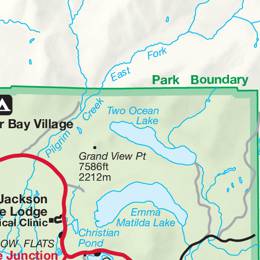 East Fork
Park Boundary
Pilgrim Creek
Two Ocean
Lake
r Bay Village
Grand View Pt
7586ft
2212m
Jackson
e Lodge
ical Clinic
Emma
Matilda Lake
OW FLATS
Christian
Pond
e Junction